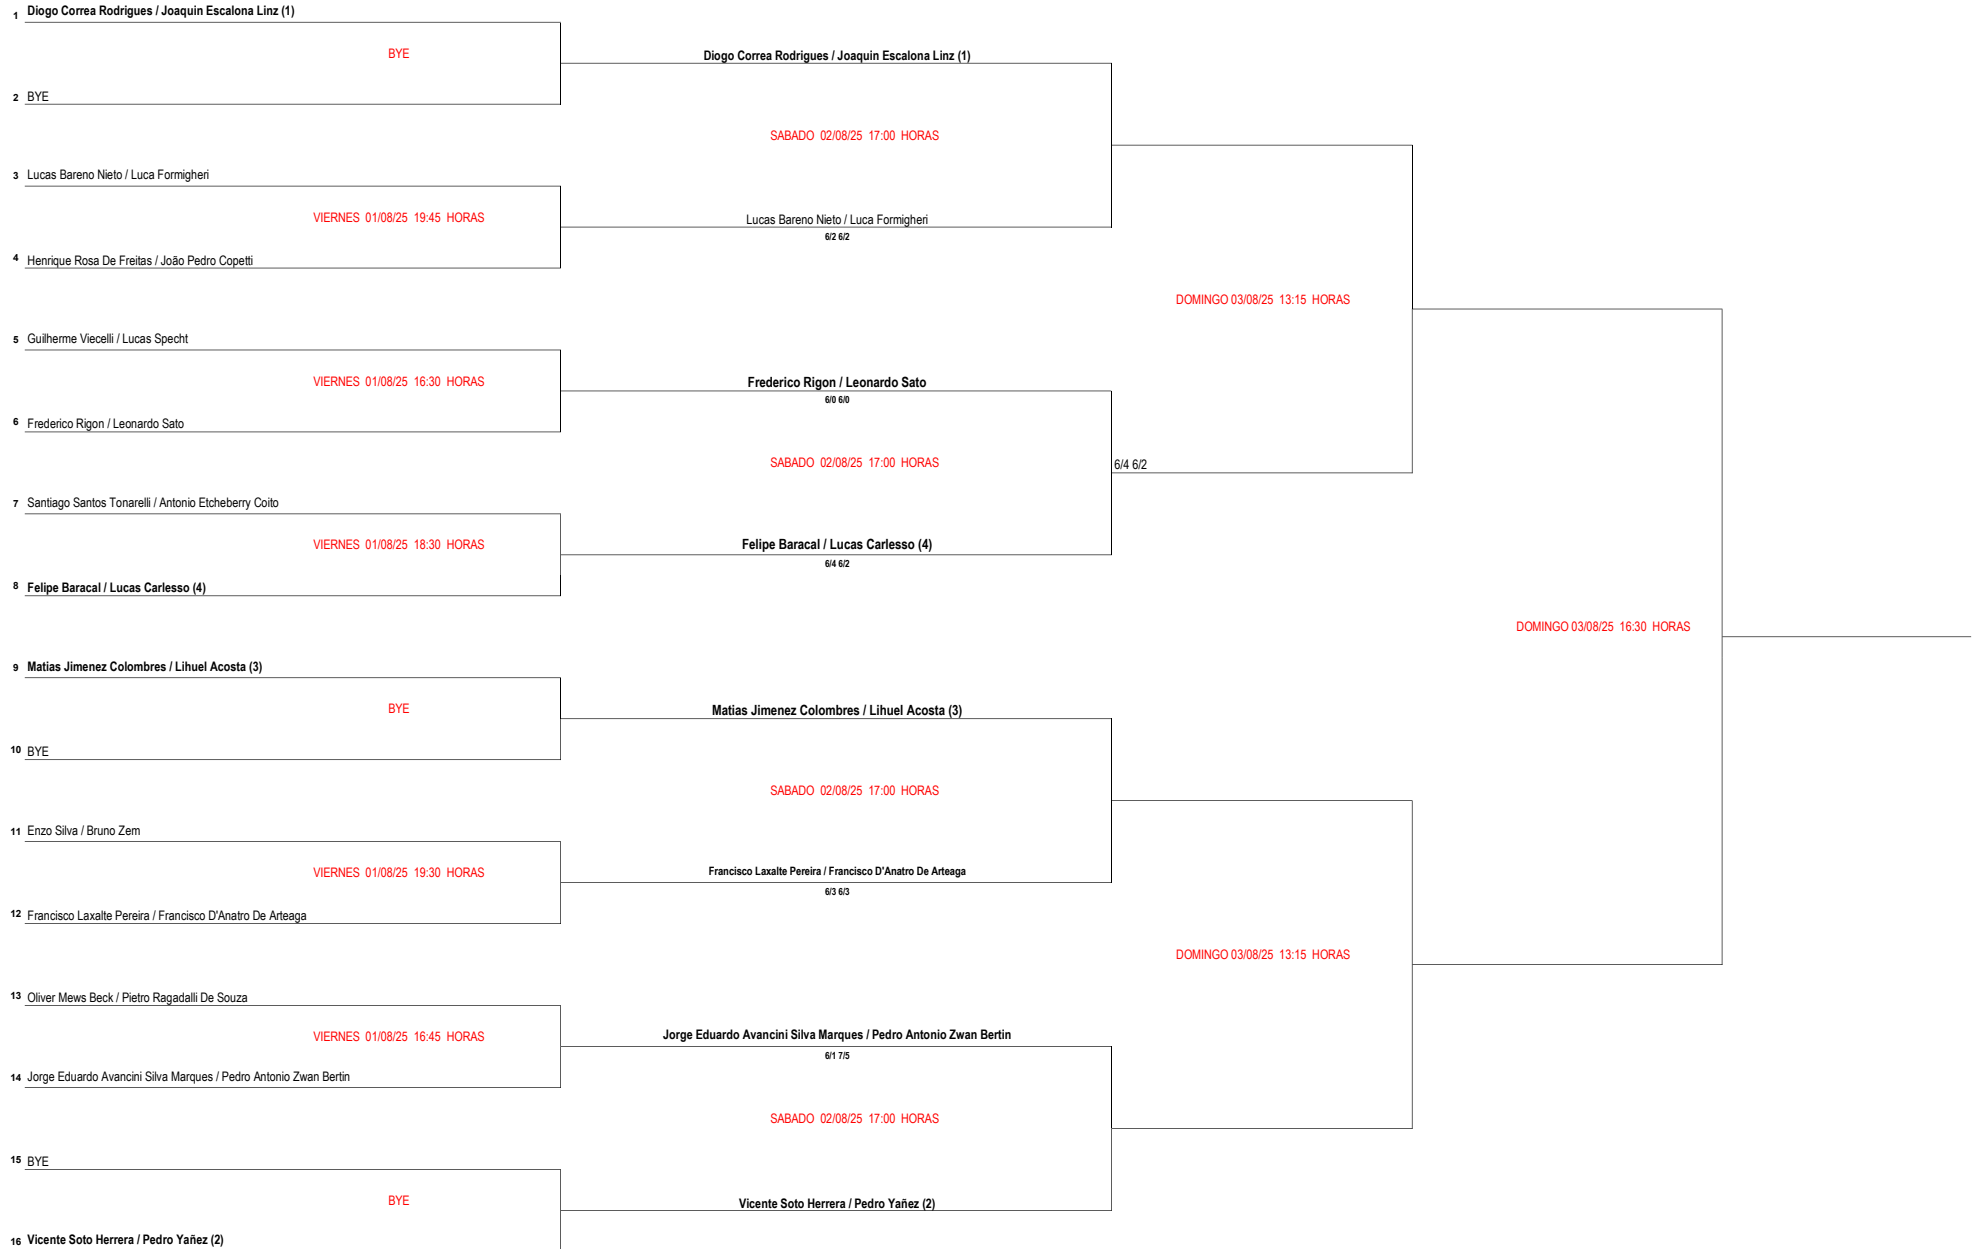 1 Diogo Correa Rodrigues / Joaquin Escalona Linz (1)
BYE
Diogo Correa Rodrigues / Joaquin Escalona Linz (1)
2 BYE
SABADO 02/08/25 17:00 HORAS
3 Lucas Bareno Nieto / Luca Formigheri
VIERNES 01/08/25 19:45 HORAS
Lucas Bareno Nieto / Luca Formigheri
6/2 6/2
4 Henrique Rosa De Freitas / João Pedro Copetti
DOMINGO 03/08/25 13:15 HORAS
5 Guilherme Viecelli / Lucas Specht
VIERNES 01/08/25 16:30 HORAS
Frederico Rigon / Leonardo Sato
6/0 6/0
6 Frederico Rigon / Leonardo Sato
SABADO 02/08/25 17:00 HORAS
6/4 6/2
7 Santiago Santos Tonarelli / Antonio Etcheberry Coito
VIERNES 01/08/25 18:30 HORAS
Felipe Baracal / Lucas Carlesso (4)
6/4 6/2
8 Felipe Baracal / Lucas Carlesso (4)
DOMINGO 03/08/25 16:30 HORAS
9 Matias Jimenez Colombres / Lihuel Acosta (3)
BYE
Matias Jimenez Colombres / Lihuel Acosta (3)
10 BYE
SABADO 02/08/25 17:00 HORAS
11 Enzo Silva / Bruno Zem
VIERNES 01/08/25 19:30 HORAS
Francisco Laxalte Pereira / Francisco D'Anatro De Arteaga
6/3 6/3
12 Francisco Laxalte Pereira / Francisco D'Anatro De Arteaga
DOMINGO 03/08/25 13:15 HORAS
13 Oliver Mews Beck / Pietro Ragadalli De Souza
VIERNES 01/08/25 16:45 HORAS
Jorge Eduardo Avancini Silva Marques / Pedro Antonio Zwan Bertin
6/1 7/5
14 Jorge Eduardo Avancini Silva Marques / Pedro Antonio Zwan Bertin
SABADO 02/08/25 17:00 HORAS
15 BYE
BYE
Vicente Soto Herrera / Pedro Yañez (2)
16 Vicente Soto Herrera / Pedro Yañez (2)